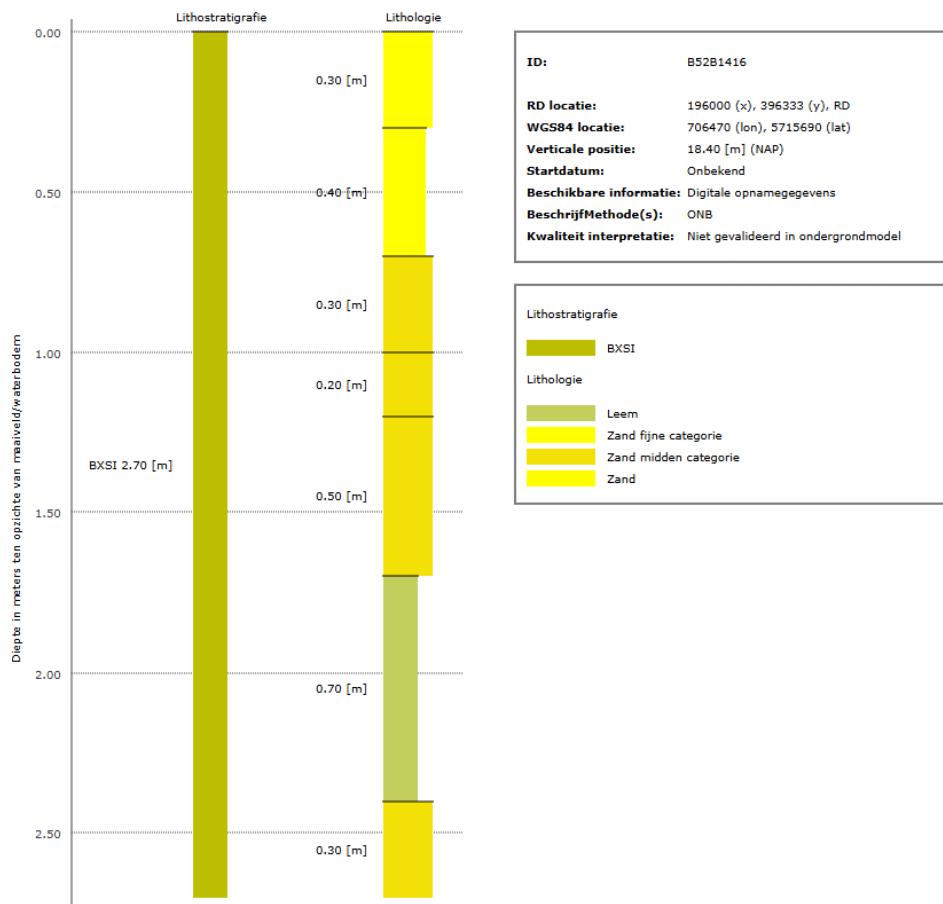 Lithostratigrafie
Lithologie
0.00
0.30 [m]
0.50
0.40 [m]
0.30 [m]
1.00
0.20 [m]
BXSI 2.70 [m]
0.50 [m]
1.50
2.00
0.70 [m]
2.50
0.30 [m]
Diepte in meters ten opzichte van maaiveld/waterbodem
ID: B52B1416
RD locatie: 196000 (x), 396333 (y), RD
WGS84 locatie: 706470 (lon), 5715690 (lat)
Verticale positie: 18.40 [m] (NAP)
Startdatum: Onbekend
Beschikbare informatie: Digitale opnamegegevens
BeschrijfMethode(s): ONB
Kwaliteit interpretatie: Niet gevalideerd in ondergrondmodel
Lithostratigrafie
BXSI
Lithologie
Leem
Zand fijne categorie
Zand midden categorie
Zand